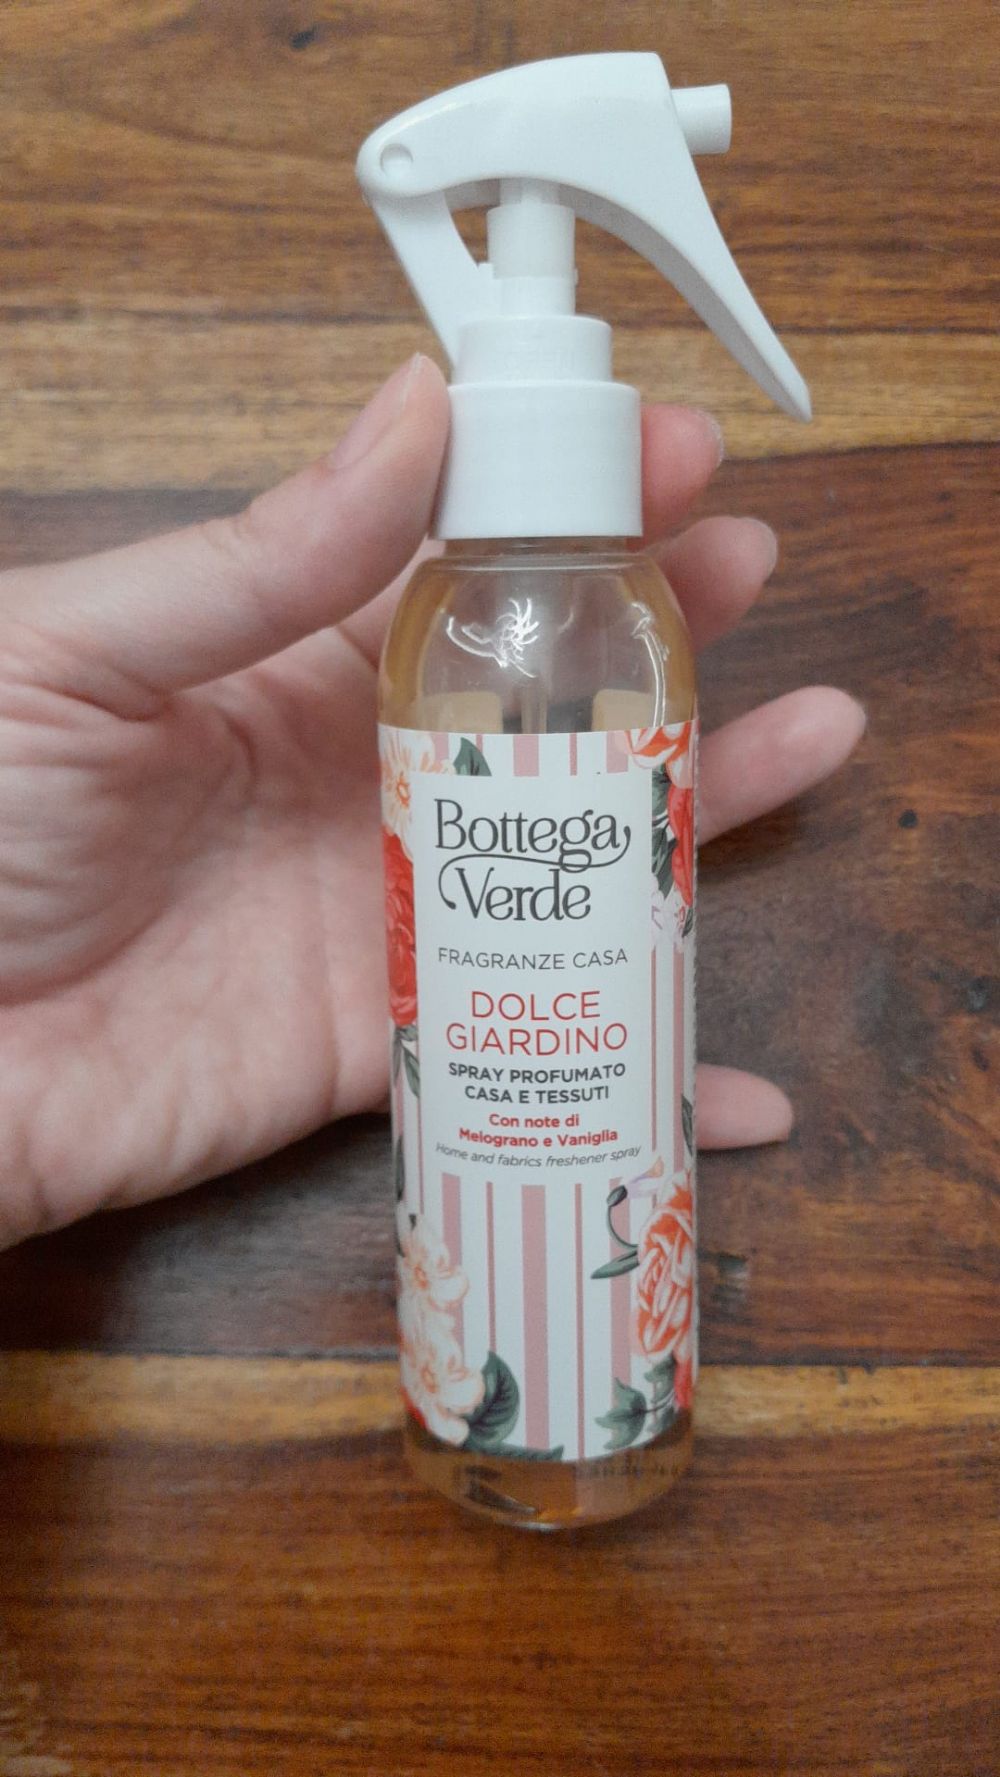 Bottega
Verde
FRAGRANZE CASA
DOLCE
GIARDINO
SPRAY PROFUMATO
CASA E TESSUTI
Con note di
Melograno e Vaniglia
Home and fabrics freshener spray